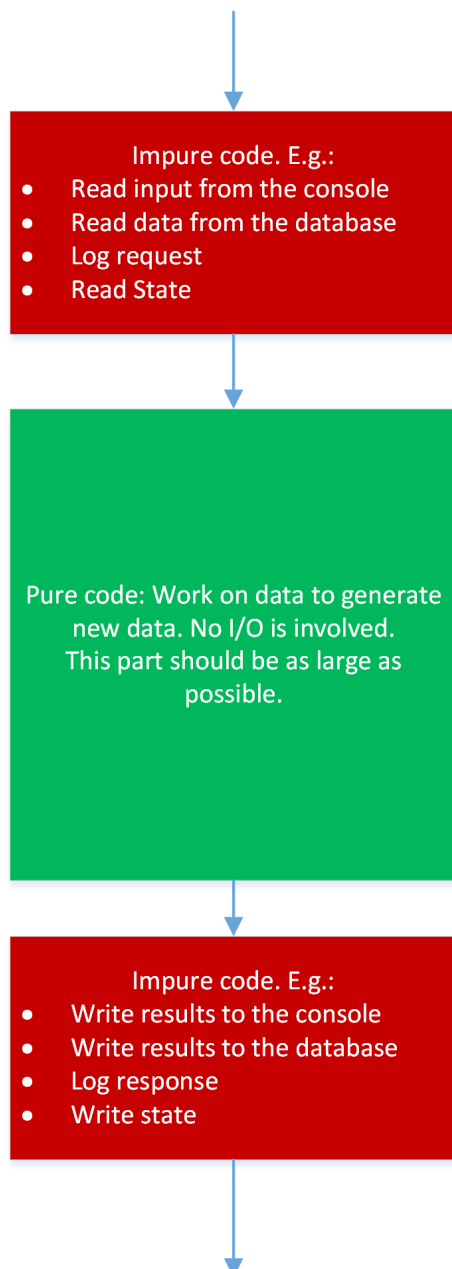 Impure code. E.g.:
• Read input from the console
• Read data from the database
• Log request
• Read State
Pure code: Work on data to generate
new data. No I/O is involved.
This part should be as large as
possible.
Impure code. E.g.:
• Write results to the console
• Write results to the database
• Log response
• Write state